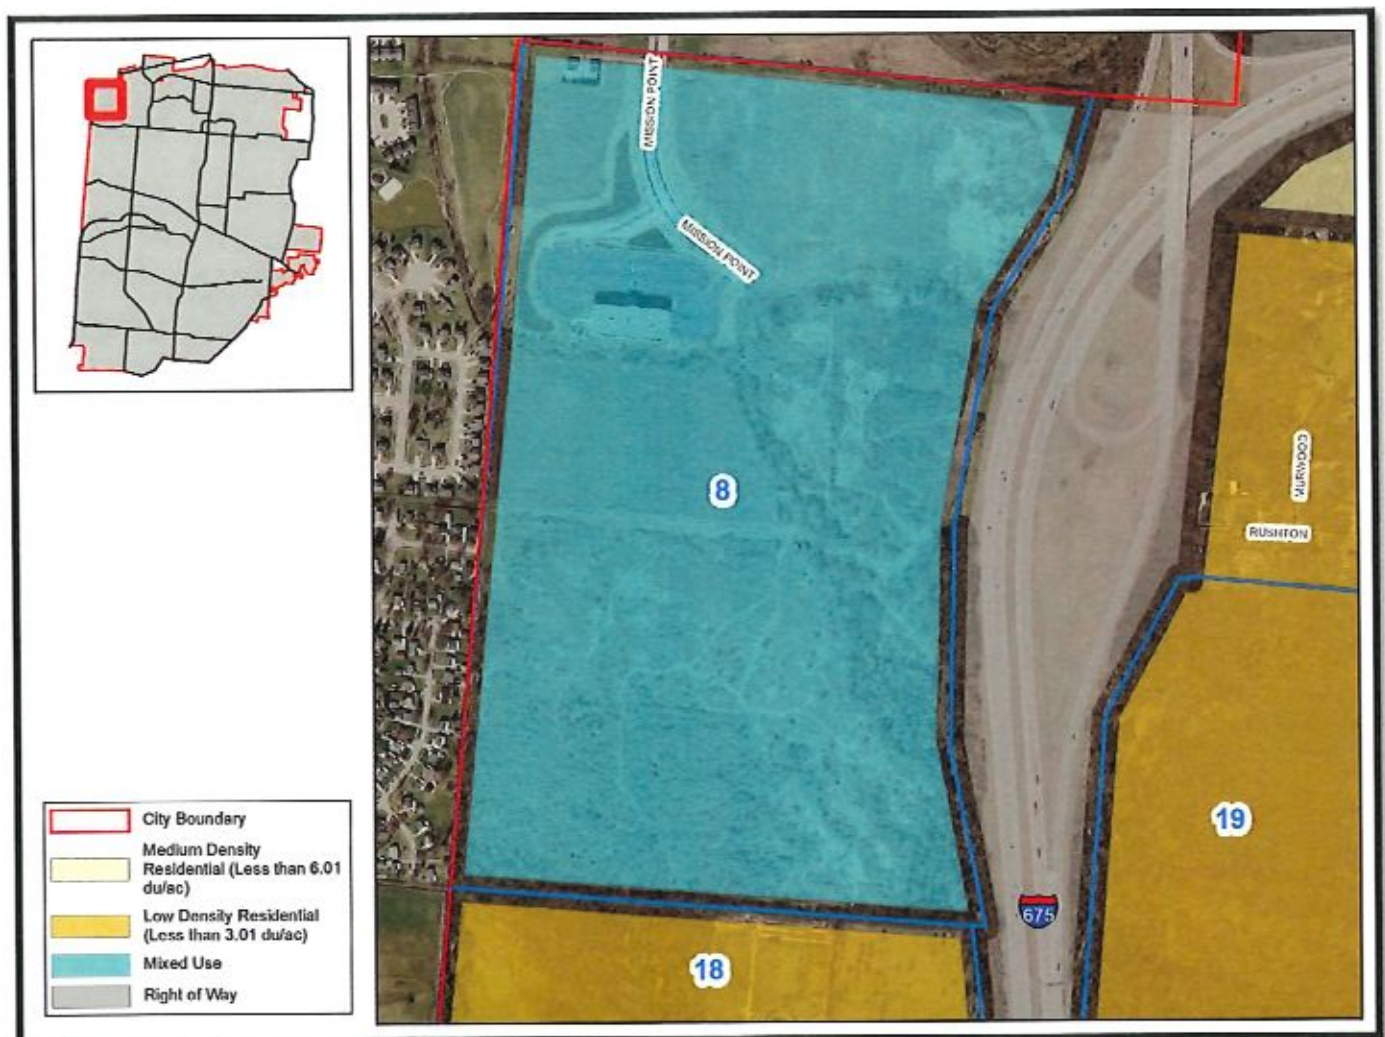 MISSION POINT
MISSION POINT
8
MURWOOD
RUSHTON
19
675
18
City Boundary
Medium Density
Residential (Less than 6.01
du/ac)
Low Density Residential
(Less than 3.01 du/ac)
Mixed Use
Right of Way